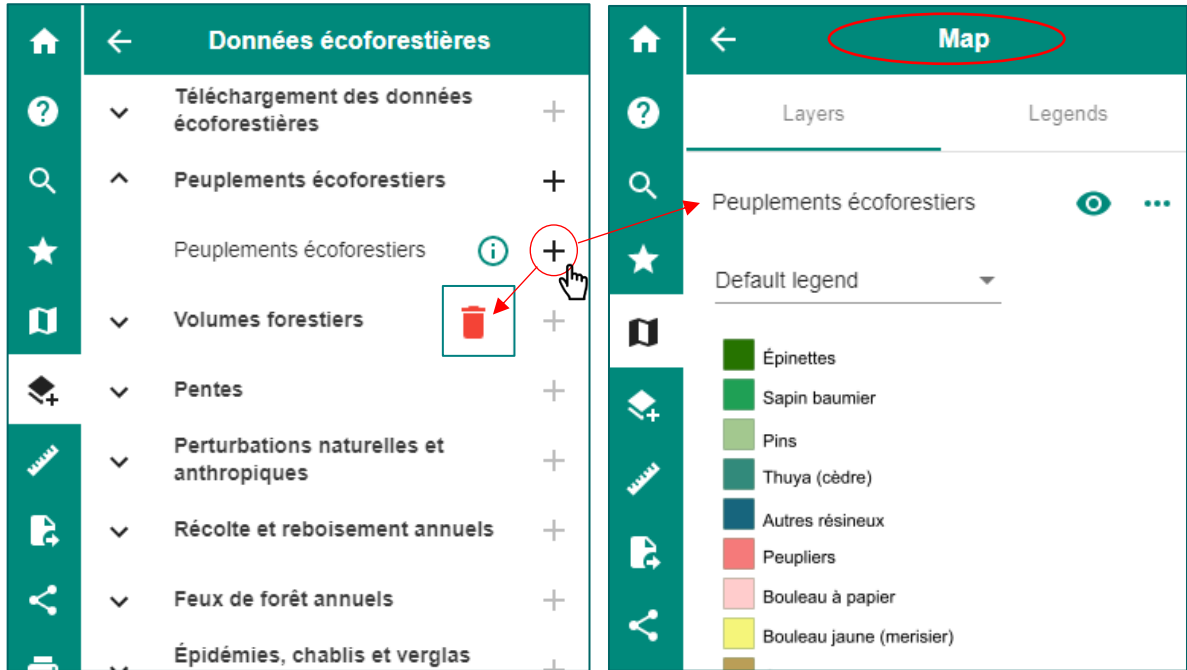 Données écoforestières
Téléchargement des données
écoforestières
Peuplements écoforestiers
Peuplements écoforestiers
Volumes forestiers
Pentes
Perturbations naturelles et
anthropiques
Récolte et reboisement annuels
Feux de forêt annuels
Épidémies, chablis et verglas
Map
Layers
Legends
Peuplements écoforestiers
Default legend
Épinettes
Sapin baumier
Pins
Thuya (cèdre)
Autres résineux
Peupliers
Bouleau à papier
Bouleau jaune (merisier)